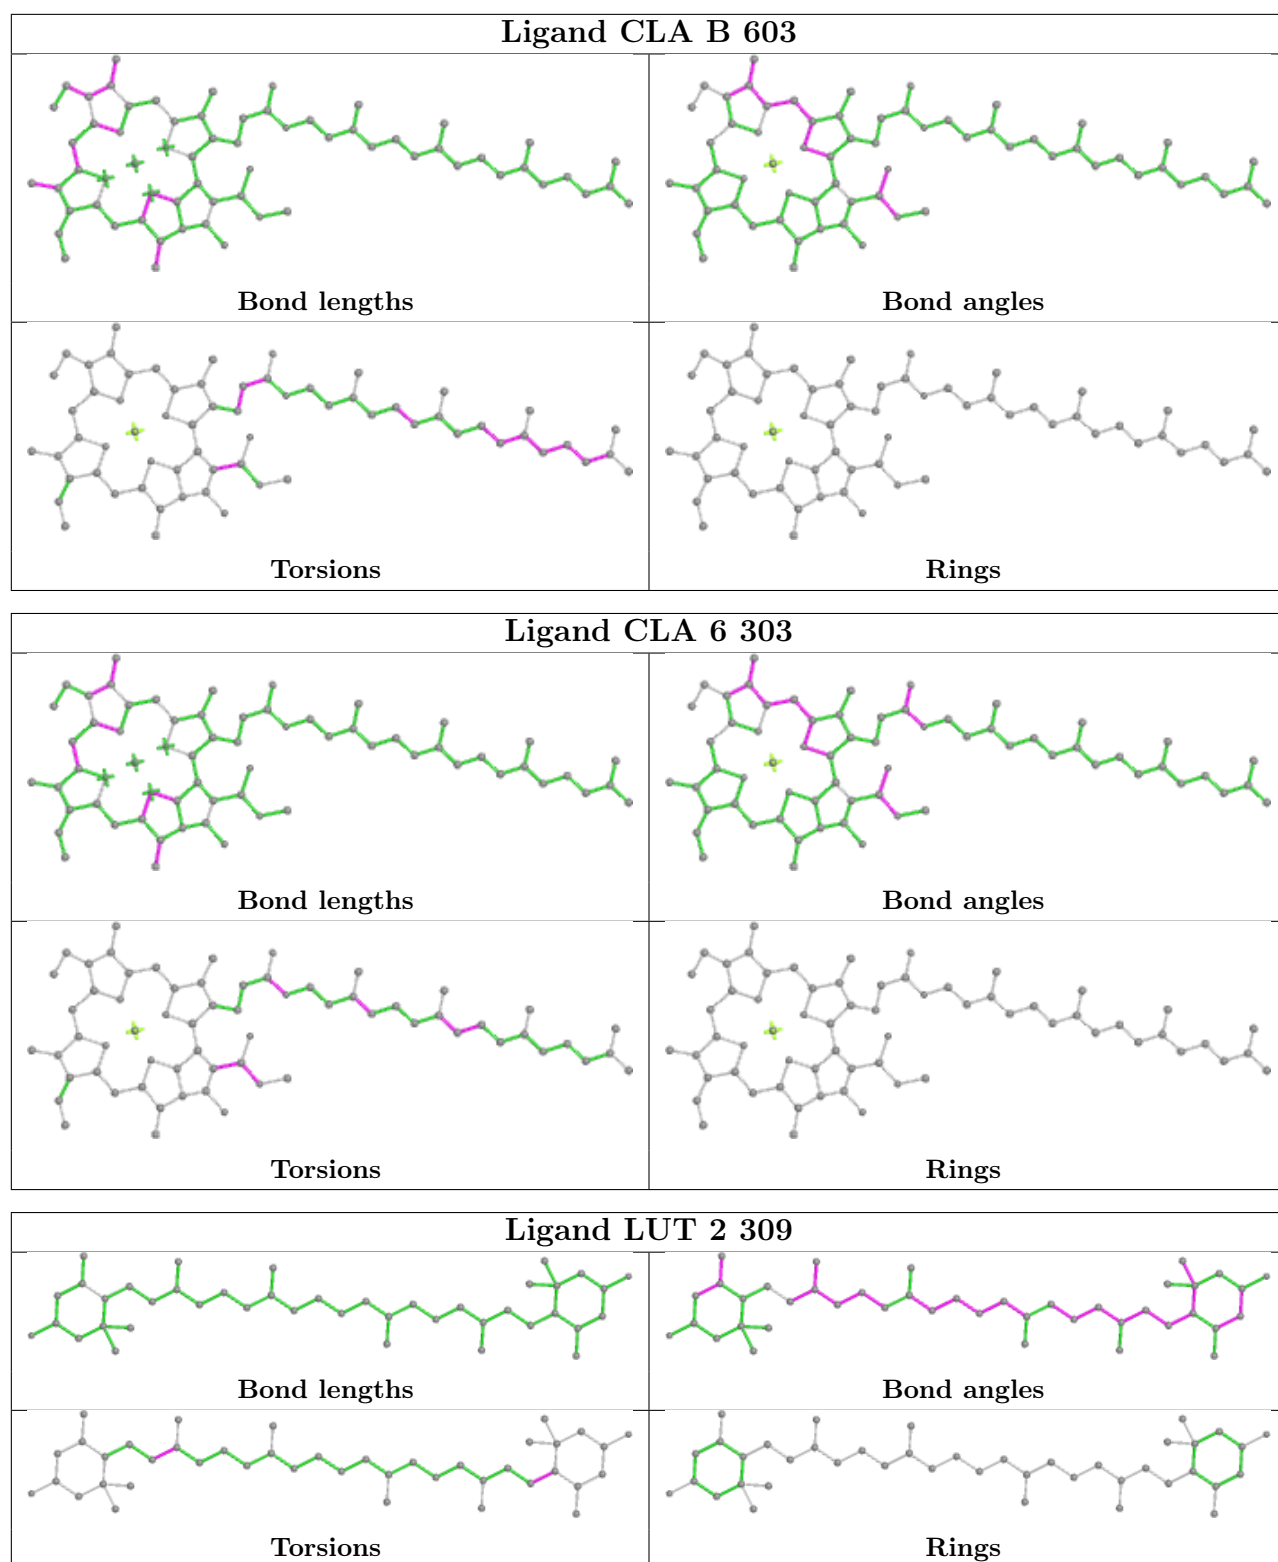 Ligand CLA B 603
Bond lengths
Bond angles
Torsions
Rings
Ligand CLA 6 303
Bond lengths
Bond angles
Torsions
Rings
Ligand LUT 2 309
Bond lengths
Bond angles
Torsions
Rings